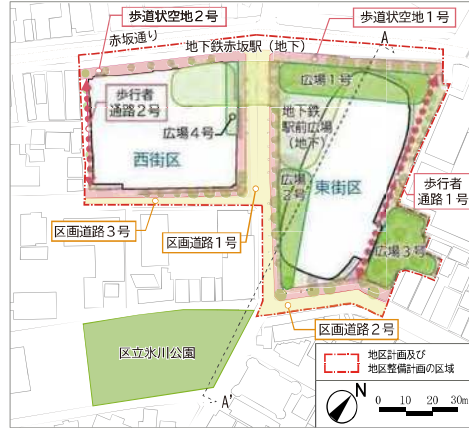 歩道状空地2号
歩道状空地1号
赤坂通り
地下鉄赤坂駅(地下)
A
広場1号
歩行者
通路2号
広場4号
地下鉄
駅前広場
(地下)
西街区
広場
2号
東街区
歩行者
通路1号
区画道路3号
区画道路1号
広場3号
区画道路2号
区立氷川公園
A'
地区計画及び
地区整備計画の区域
N
0 10 20 30m